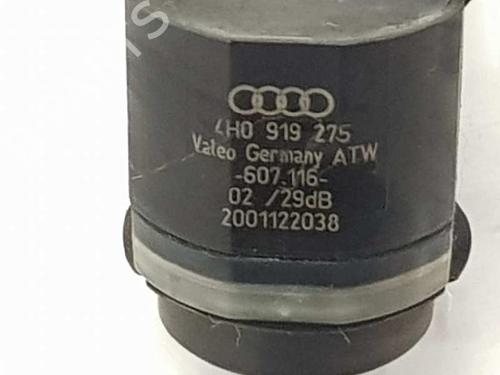 4H0 919 275
Valeo Germany ATW
-607.116-
02 /29dB
2001122038